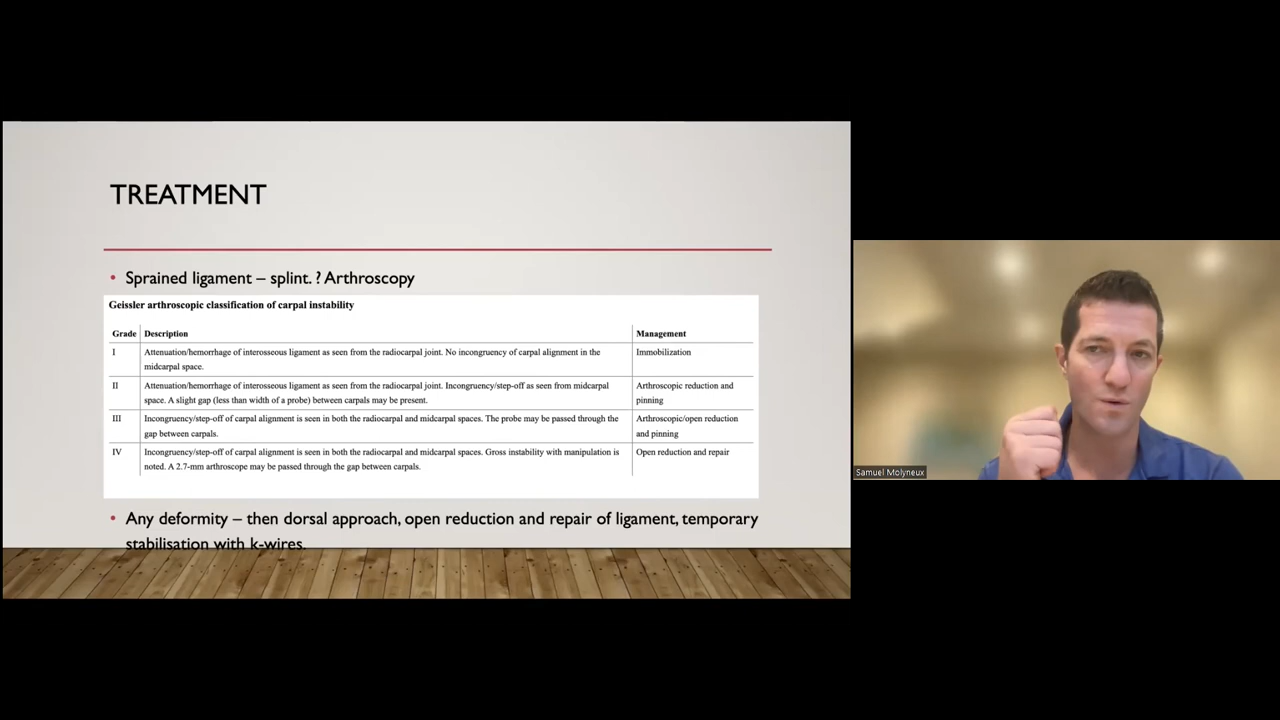 TREATMENT
• Sprained ligament – splint. ? Arthroscopy
Geissler arthroscopic classification of carpal instability
Grade Description Management
I Attenuation/hemorrhage of interosseous ligament as seen from the radiocarpal joint. No incongruency of carpal alignment in the Immobilization
midcarpal space.
II Attenuation/hemorrhage of interosseous ligament as seen from the radiocarpal joint. Incongruency/step-off as seen from midcarpal Arthroscopic reduction and
space. A slight gap (less than width of a probe) between carpals may be present. pinning
III Incongruency/step-off of carpal alignment is seen in both the radiocarpal and midcarpal spaces. The probe may be passed through the Arthroscopic/open reduction
gap between carpals. and pinning
IV Incongruency/step-off of carpal alignment is seen in both the radiocarpal and midcarpal spaces. Gross instability with manipulation is Open reduction and repair
noted. A 2.7-mm arthroscope may be passed through the gap between carpals.
• Any deformity – then dorsal approach, open reduction and repair of ligament, temporary
stabilisation with k-wires.
Samuel Molyneux